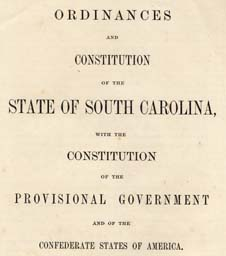 ORDINANCES
AND
CONSTITUTION
OF THE
STATE OF SOUTH CAROLINA,
WITH THE
CONSTITUTION
OF THE
PROVISIONAL GOVERNMENT
AND OF THE
CONFEDERATE STATES OF AMERICA.